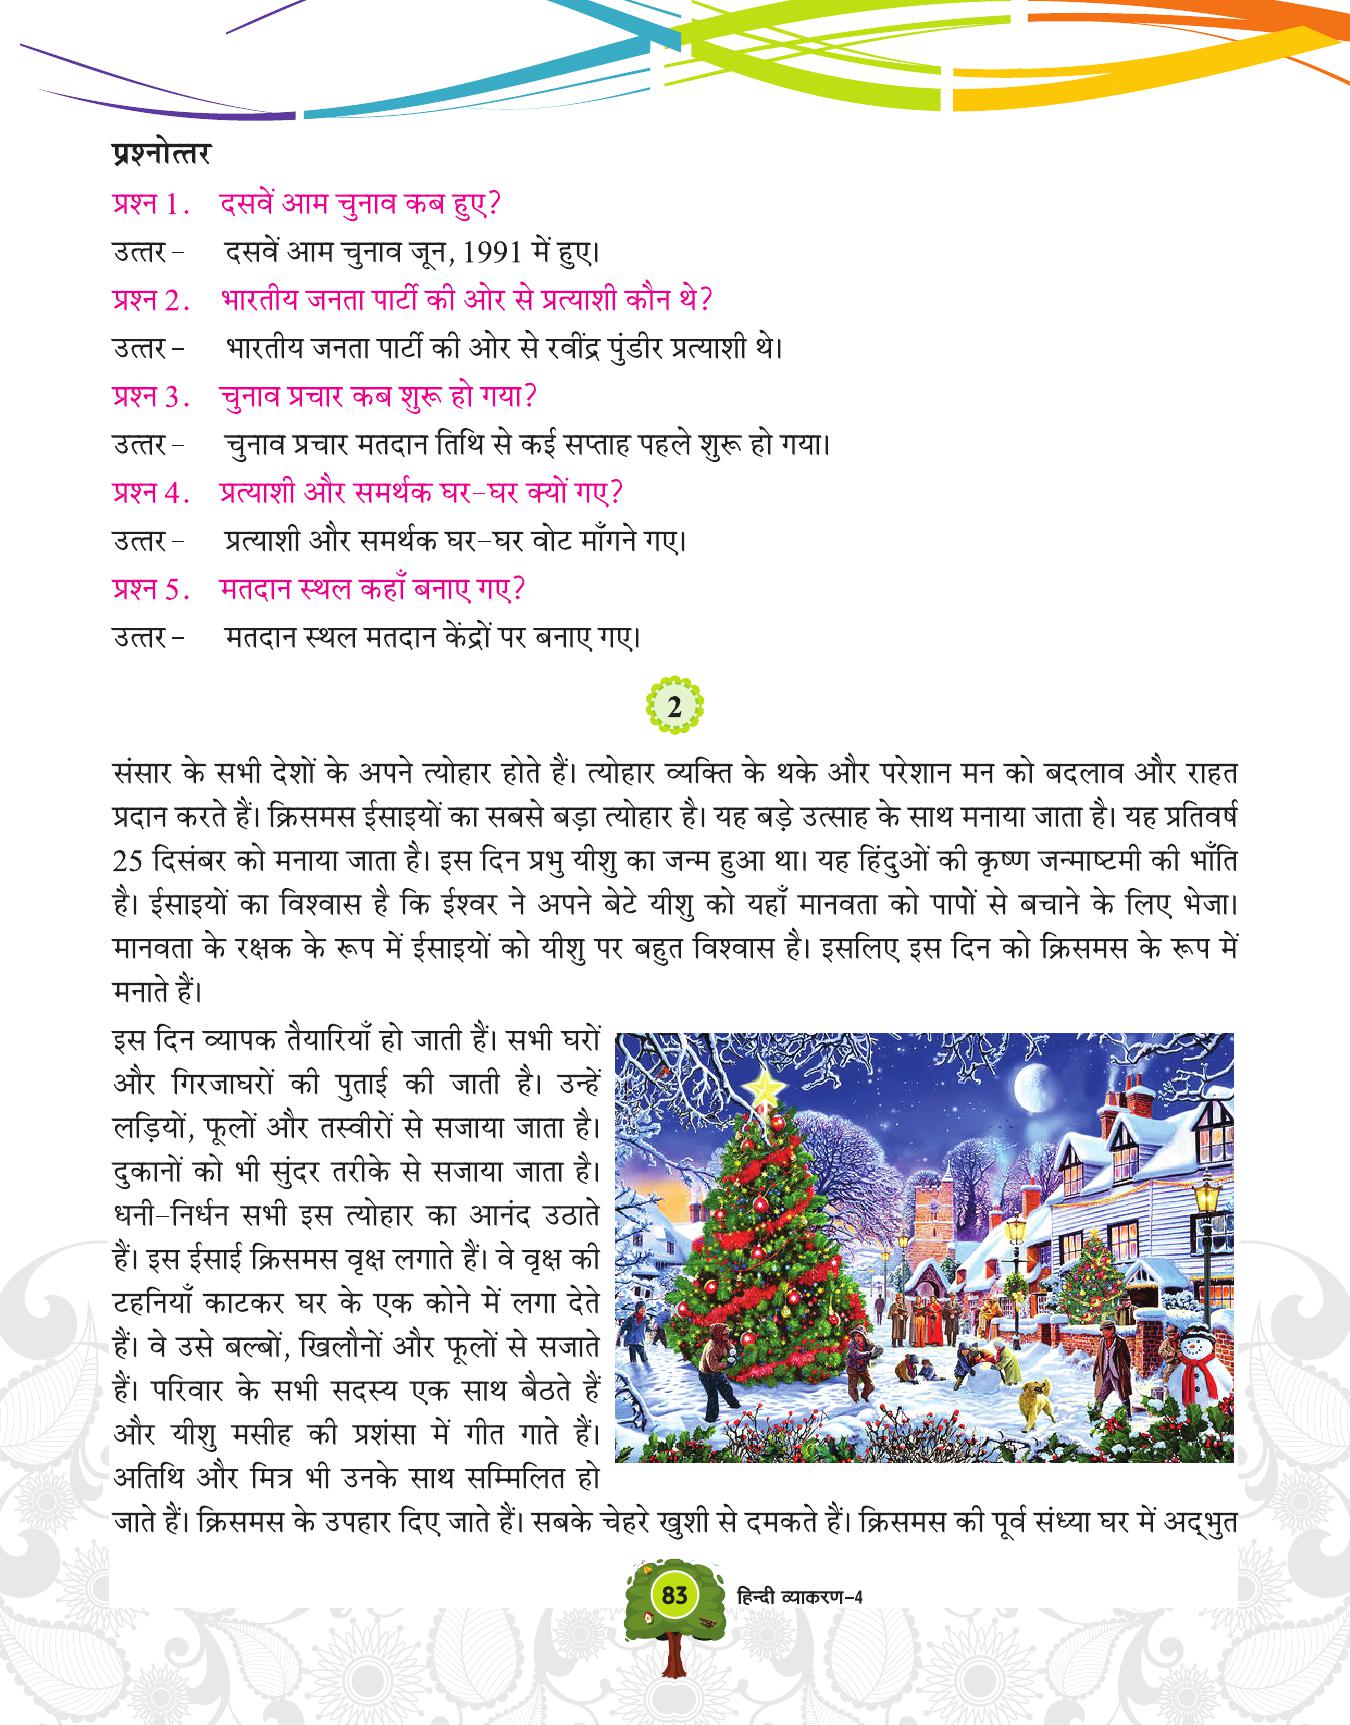 प्रश्नोत्तर
प्रश्न 1. दसवें आम चुनाव कब हुए?
उत्तर - दसवें आम चुनाव जून, 1991 में हुए।
प्रश्न 2. भारतीय जनता पार्टी की ओर से प्रत्याशी कौन थे?
उत्तर - भारतीय जनता पार्टी की ओर से रवींद्र पुंडीर प्रत्याशी थे।
प्रश्न 3. चुनाव प्रचार कब शुरू हो गया?
उत्तर - चुनाव प्रचार मतदान तिथि से कई सप्ताह पहले शुरू हो गया।
प्रश्न 4. प्रत्याशी और समर्थक घर-घर क्यों गए?
उत्तर - प्रत्याशी और समर्थक घर-घर वोट माँगने गए।
प्रश्न 5. मतदान स्थल कहाँ बनाए गए?
उत्तर - मतदान स्थल मतदान केंद्रों पर बनाए गए।
2
संसार के सभी देशों के अपने त्योहार होते हैं। त्योहार व्यक्ति के थके और परेशान मन को बदलाव और राहत
प्रदान करते हैं। क्रिसमस ईसाइयों का सबसे बड़ा त्योहार है। यह बड़े उत्साह के साथ मनाया जाता है। यह प्रतिवर्ष
25 दिसंबर को मनाया जाता है। इस दिन प्रभु यीशु का जन्म हुआ था। यह हिंदुओं की कृष्ण जन्माष्टमी की भाँति
है। ईसाइयों का विश्वास है कि ईश्वर ने अपने बेटे यीशु को यहाँ मानवता को पापों से बचाने के लिए भेजा।
मानवता के रक्षक के रूप में ईसाइयों को यीशु पर बहुत विश्वास है। इसलिए इस दिन को क्रिसमस के रूप में
मनाते हैं।
इस दिन व्यापक तैयारियाँ हो जाती हैं। सभी घरों
और गिरजाघरों की पुताई की जाती है। उन्हें
लड़ियों, फूलों और तस्वीरों से सजाया जाता है।
दुकानों को भी सुंदर तरीके से सजाया जाता है।
धनी-निर्धन सभी इस त्योहार का आनंद उठाते
हैं। इस ईसाई क्रिसमस वृक्ष लगाते हैं। वे वृक्ष की
टहनियाँ काटकर घर के एक कोने में लगा देते
हैं। वे उसे बल्बों, खिलौनों और फूलों से सजाते
हैं। परिवार के सभी सदस्य एक साथ बैठते हैं
और यीशु मसीह की प्रशंसा में गीत गाते हैं।
अतिथि और मित्र भी उनके साथ सम्मिलित हो
जाते हैं। क्रिसमस के उपहार दिए जाते हैं। सबके चेहरे खुशी से दमकते हैं। क्रिसमस की पूर्व संध्या घर में अद्भुत
83 हिन्दी व्याकरण-4